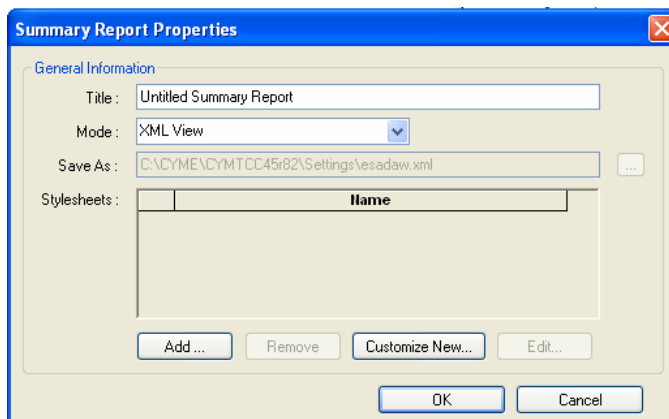 Summary Report Properties
General Information
Title : Untitled Summary Report
Mode : XML View
Save As : C:\CYME\CYMTCC45r82\Settings\esadaw.xml ...
Stylesheets : Name
Add ... Remove Customize New... Edit...
OK Cancel